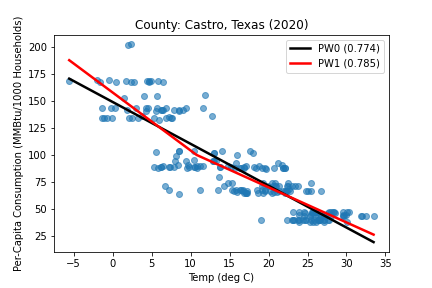 County: Castro, Texas (2020)
Per-Capita Consumption (MMBtu/1000 Households)
200
175
150
125
100
75
50
25
PW0 (0.774)
PW1 (0.785)
−5 0 5 10 15 20 25 30 35
Temp (deg C)